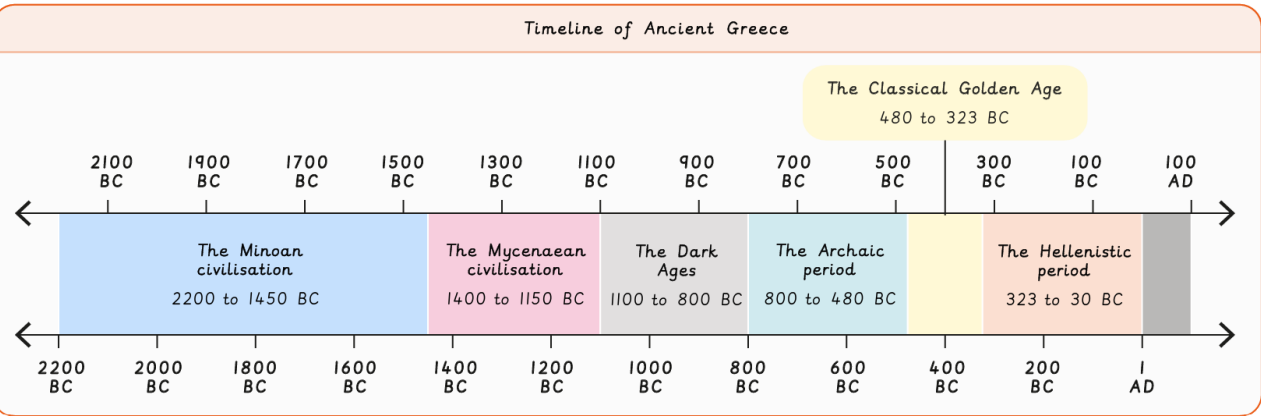 Timeline of Ancient Greece
The Classical Golden Age
480 to 323 BC
2100 BC
1900 BC
1700 BC
1500 BC
1300 BC
1100 BC
900 BC
700 BC
500 BC
300 BC
100 BC
100 AD
The Minoan
civilisation
2200 to 1450 BC
The Mycenaean
civilisation
1400 to 1150 BC
The Dark
Ages
1100 to 800 BC
The Archaic
period
800 to 480 BC
The Hellenistic
period
323 to 30 BC
2200 BC
2000 BC
1800 BC
1600 BC
1400 BC
1200 BC
1000 BC
800 BC
600 BC
400 BC
200 BC
1 AD